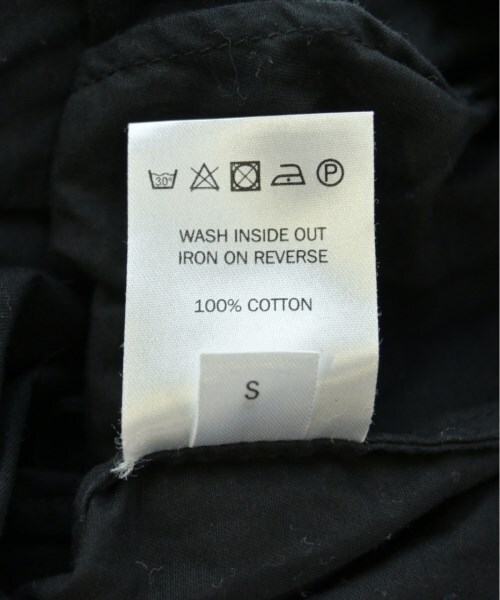 30° P
WASH INSIDE OUT
IRON ON REVERSE
100% COTTON
S